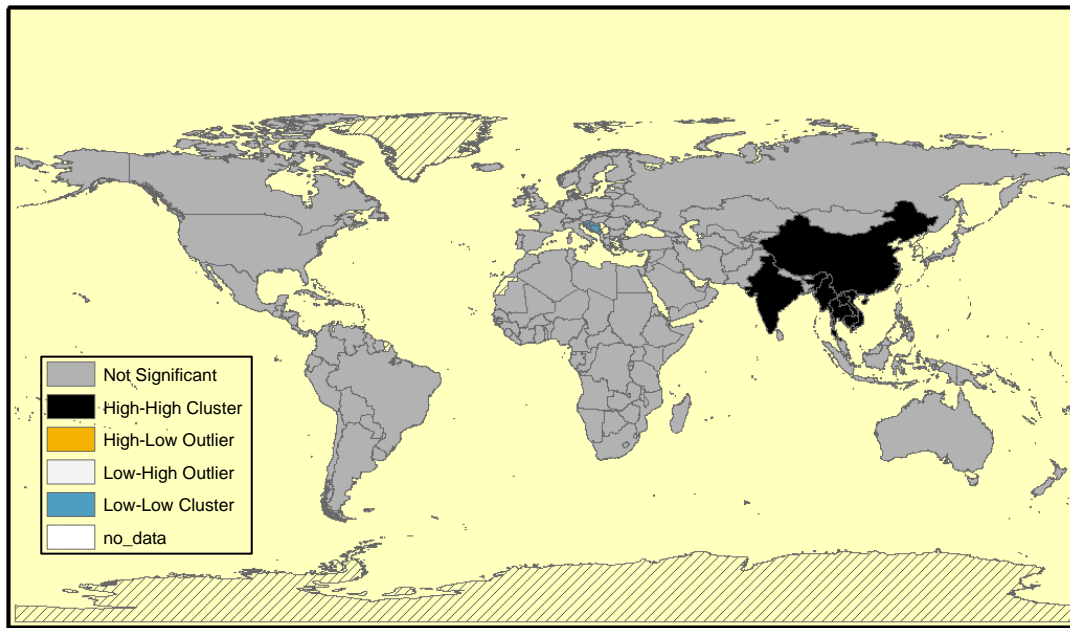 Not Significant
High-High Cluster
High-Low Outlier
Low-High Outlier
Low-Low Cluster
no_data